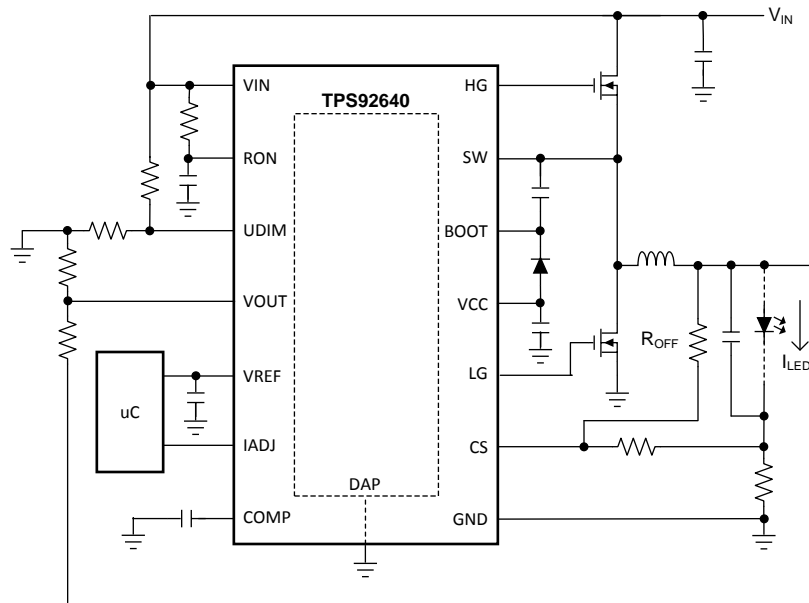 V_IN
VIN
TPS92640
HG
RON
SW
UDIM
BOOT
VOUT
VCC
R_OFF
I_LED
VREF
LG
uC
IADJ
CS
DAP
COMP
GND